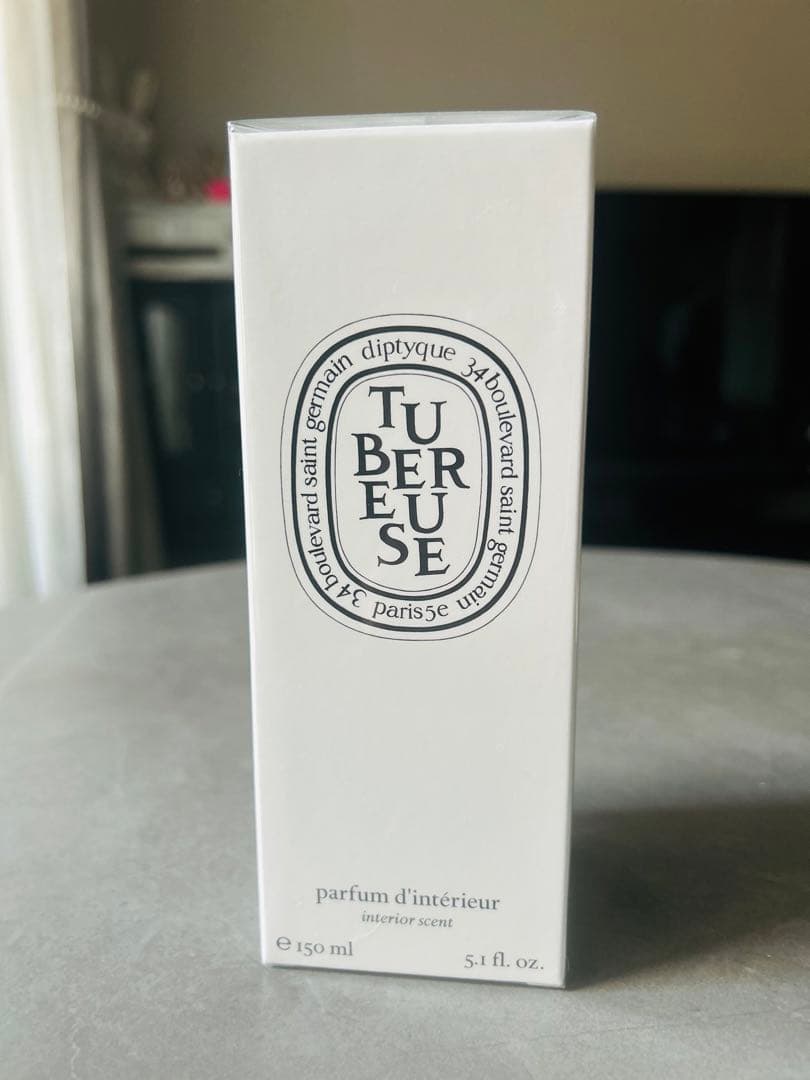 diptyque
34 boulevard saint germain
paris 5e
34 boulevard saint germain
TU
BER
EU
SE
parfum d'intérieur
interior scent
e 150 ml
5.1 fl. oz.